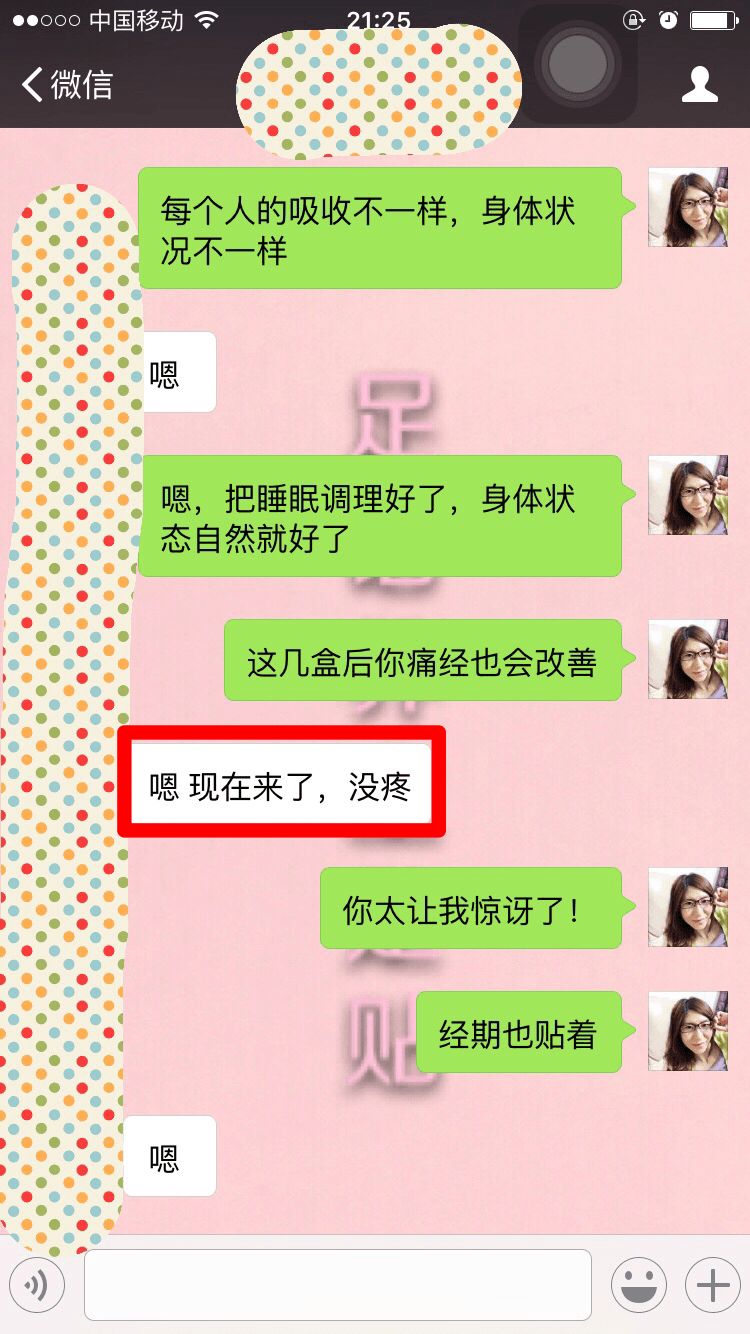 中国移动
21:25
微信
每个人的吸收不一样，身体状
况不一样
嗯
嗯，把睡眠调理好了，身体状
态自然就好了
这几盒后你痛经也会改善
嗯 现在来了，没疼
你太让我惊讶了！
经期也贴着
嗯
足
贴